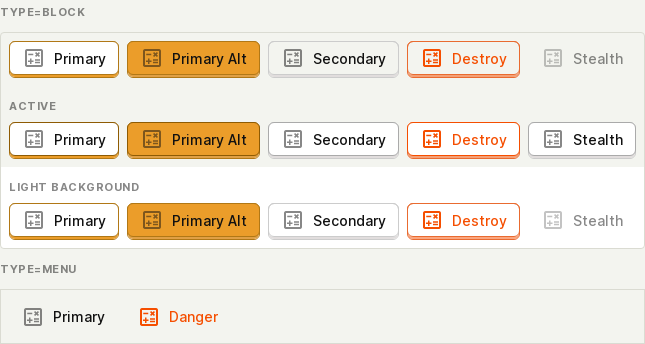 TYPE=BLOCK
Primary Primary Alt Secondary Destroy Stealth
ACTIVE
Primary Primary Alt Secondary Destroy Stealth
LIGHT BACKGROUND
Primary Primary Alt Secondary Destroy Stealth
TYPE=MENU
Primary Danger